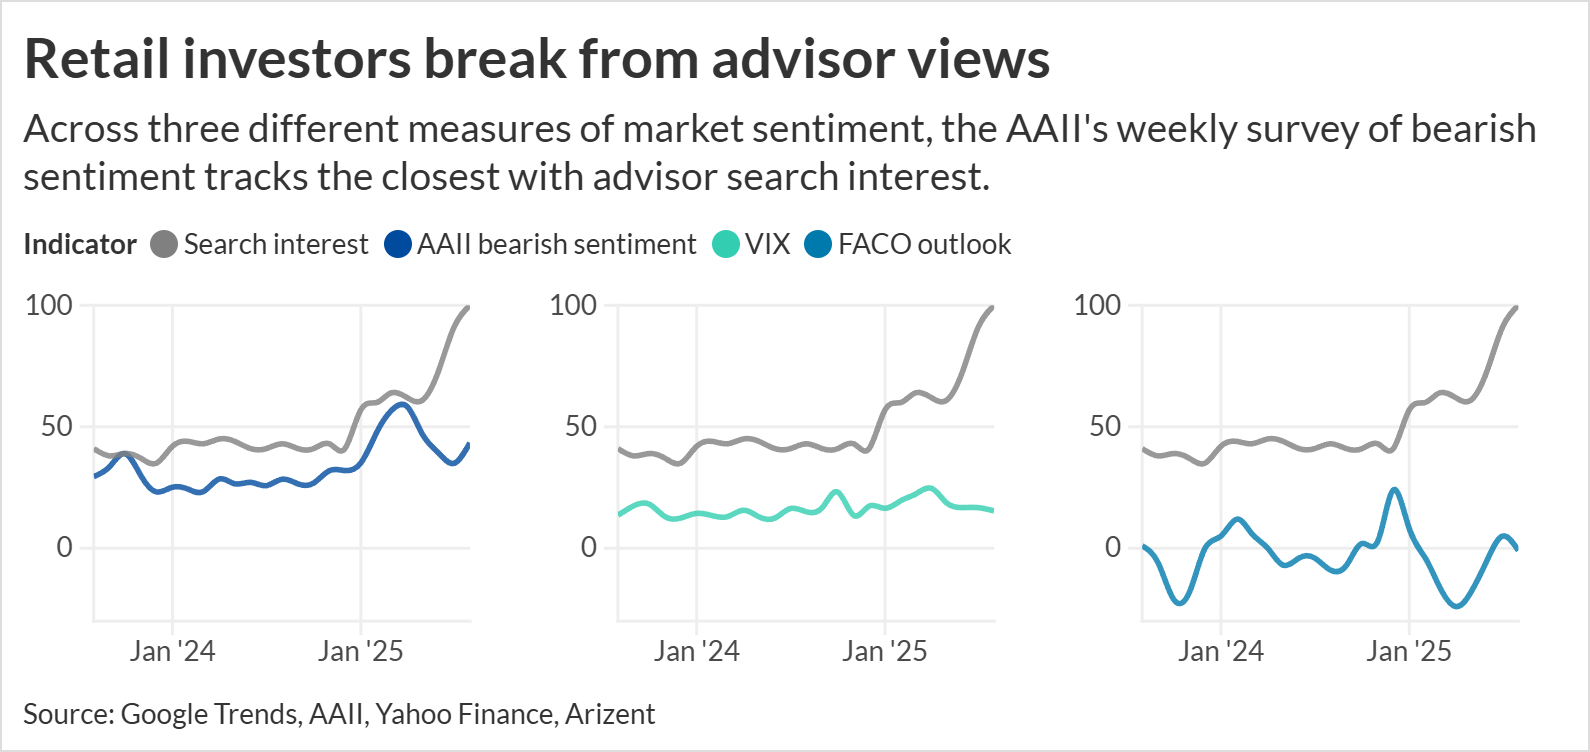 Retail investors break from advisor views
Across three different measures of market sentiment, the AAII's weekly survey of bearish
sentiment tracks the closest with advisor search interest.
Indicator Search interest AAII bearish sentiment VIX FACO outlook
100 100 100
50 50 50
0 0 0
Jan '24 Jan '25 Jan '24 Jan '25 Jan '24 Jan '25
Source: Google Trends, AAII, Yahoo Finance, Arizent